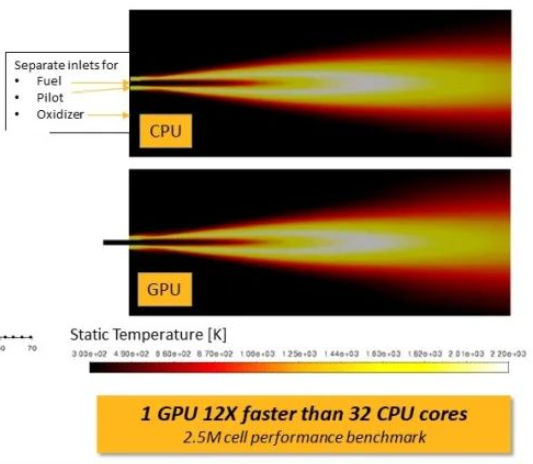 Separate inlets for
• Fuel
• Pilot
• Oxidizer
CPU
GPU
70
Static Temperature [K]
3.00e+02 4.90e+02 6.80e+02 8.70e+02 1.06e+03 1.25e+03 1.44e+03 1.63e+03 1.82e+03 2.01e+03 2.20e+03
1 GPU 12X faster than 32 CPU cores
2.5M cell performance benchmark